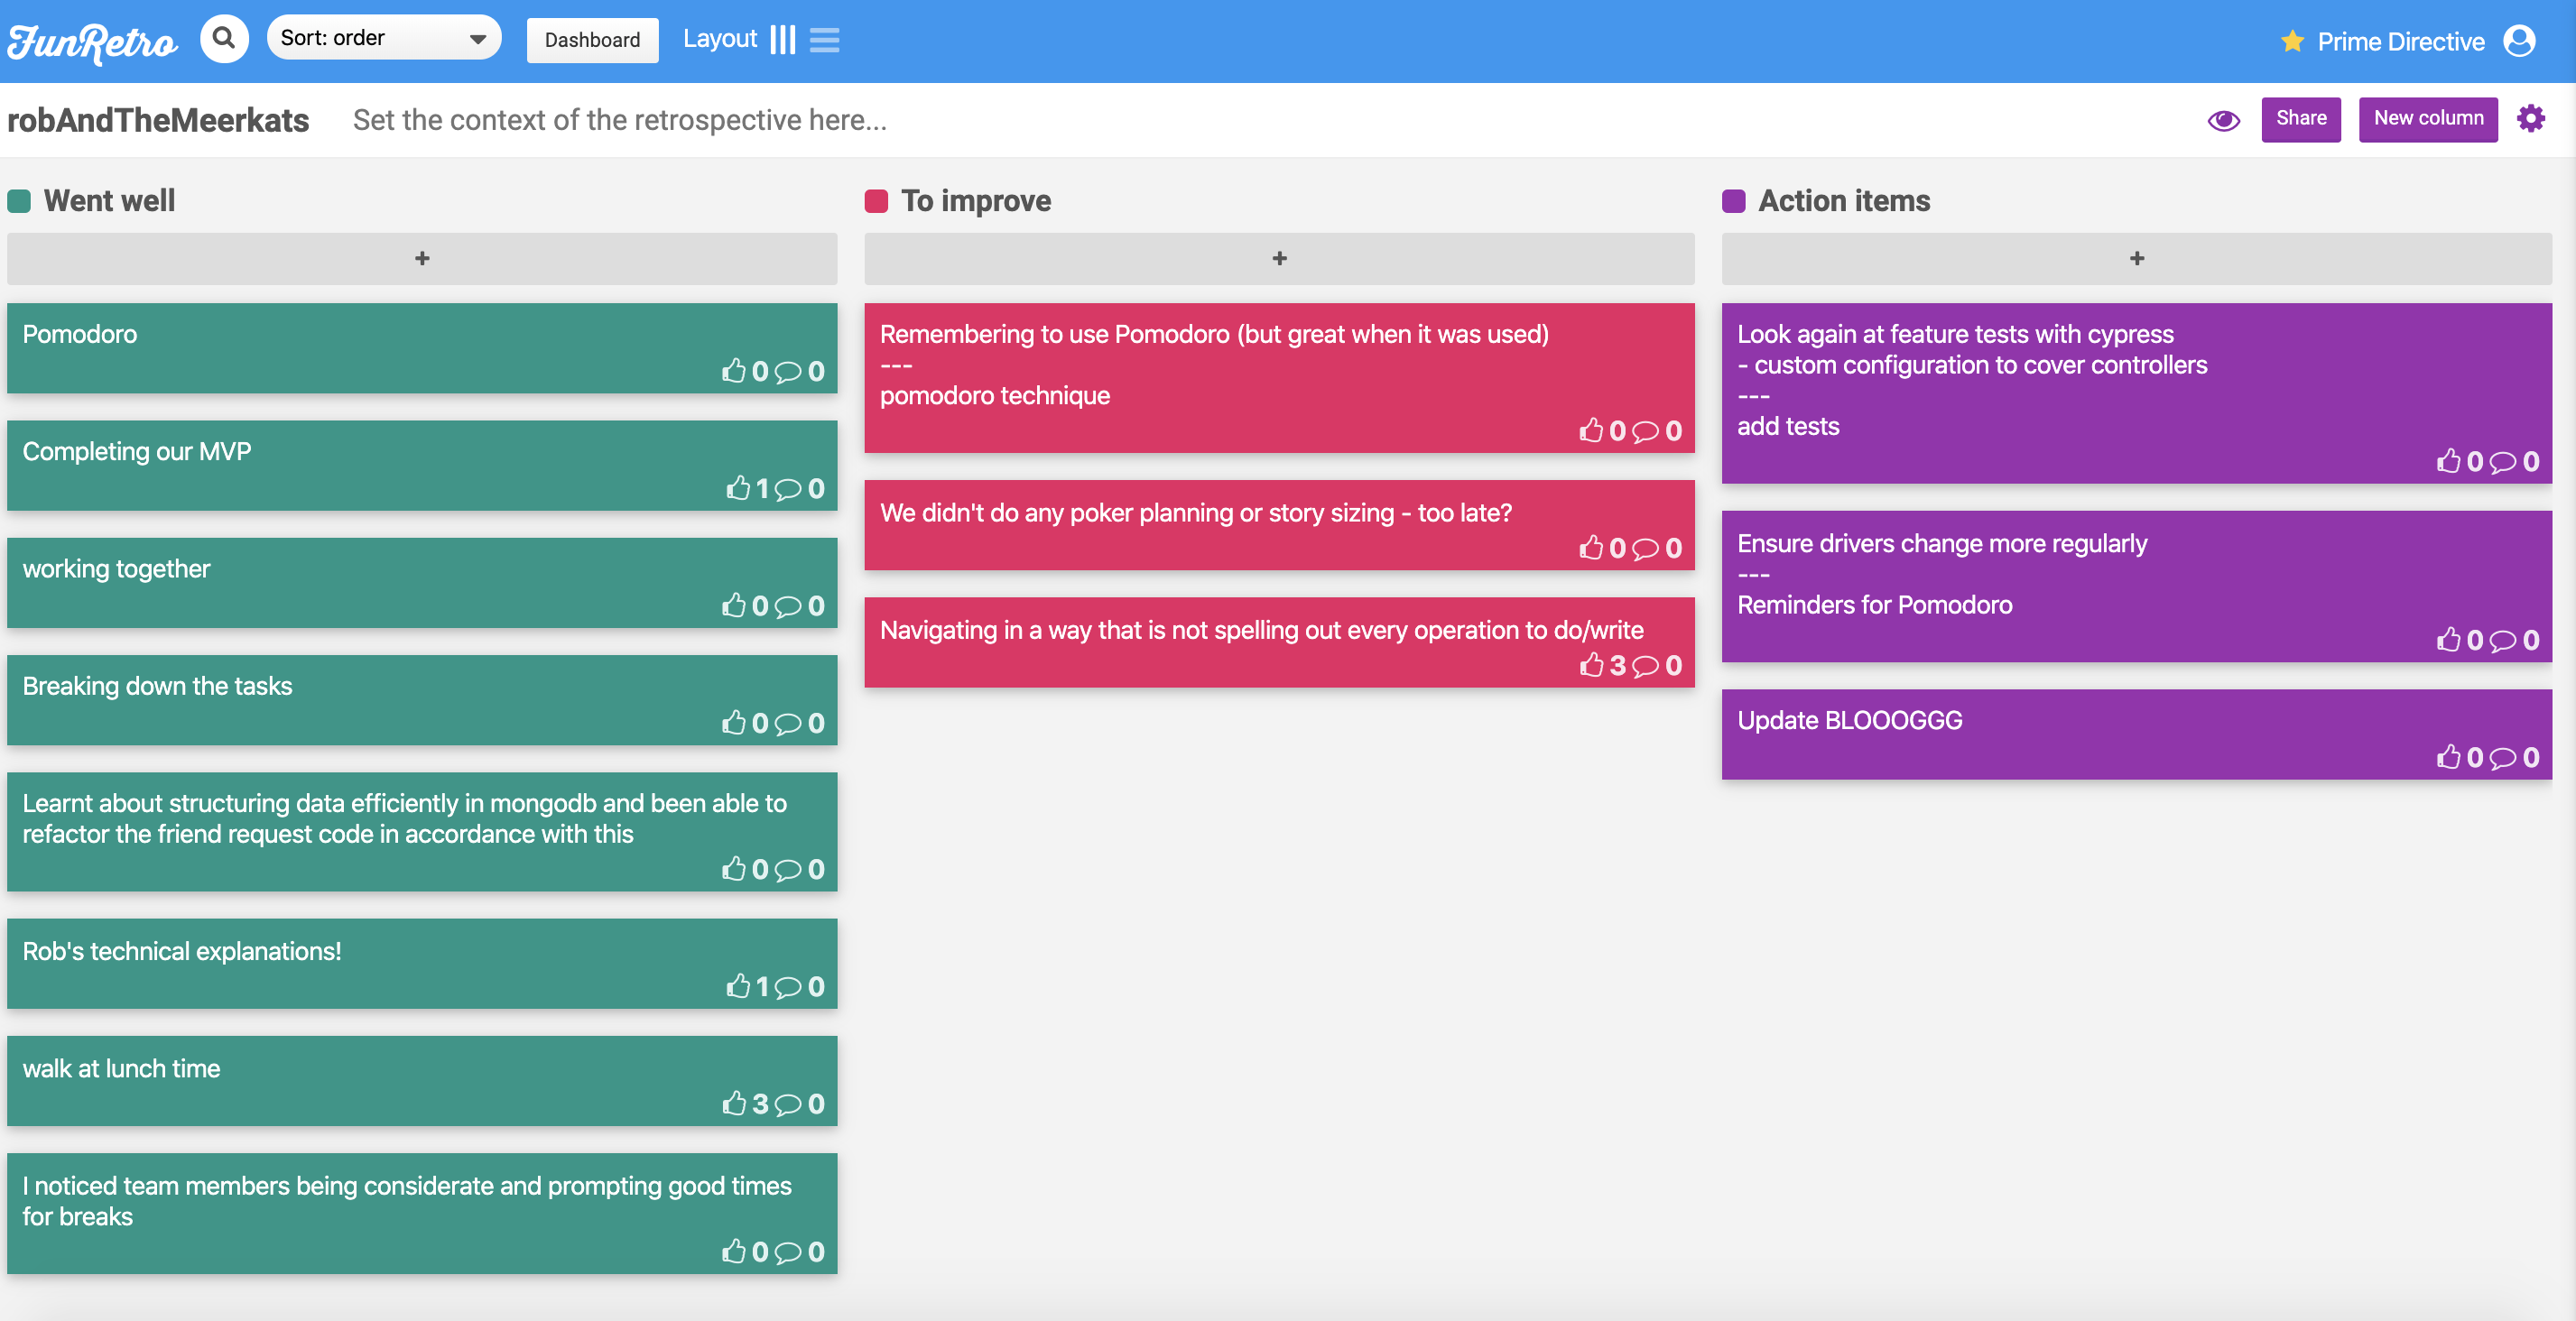 FunRetro
Sort: order
Dashboard
Layout
Prime Directive
robAndTheMeerkats
Set the context of the retrospective here...
Share
New column
Went well
+
Pomodoro
0 0
Completing our MVP
1 0
working together
0 0
Breaking down the tasks
0 0
Learnt about structuring data efficiently in mongodb and been able to
refactor the friend request code in accordance with this
0 0
Rob's technical explanations!
1 0
walk at lunch time
3 0
I noticed team members being considerate and prompting good times
for breaks
0 0
To improve
+
Remembering to use Pomodoro (but great when it was used)
---
pomodoro technique
0 0
We didn't do any poker planning or story sizing - too late?
0 0
Navigating in a way that is not spelling out every operation to do/write
3 0
Action items
+
Look again at feature tests with cypress
- custom configuration to cover controllers
---
add tests
0 0
Ensure drivers change more regularly
---
Reminders for Pomodoro
0 0
Update BLOOOGGG
0 0